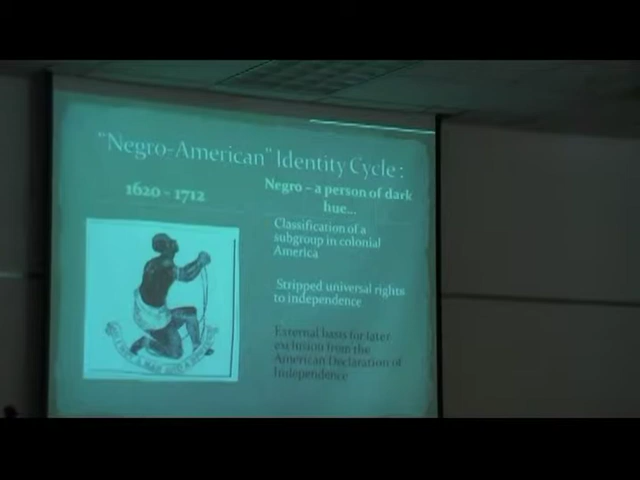 "Negro-American" Identity Cycle :
1620 - 1712
Negro – a person of dark
hue...
Classification of a
subgroup in colonial
America
Stripped universal rights
to independence
External basis for later
exclusion from the
American Declaration of
Independence